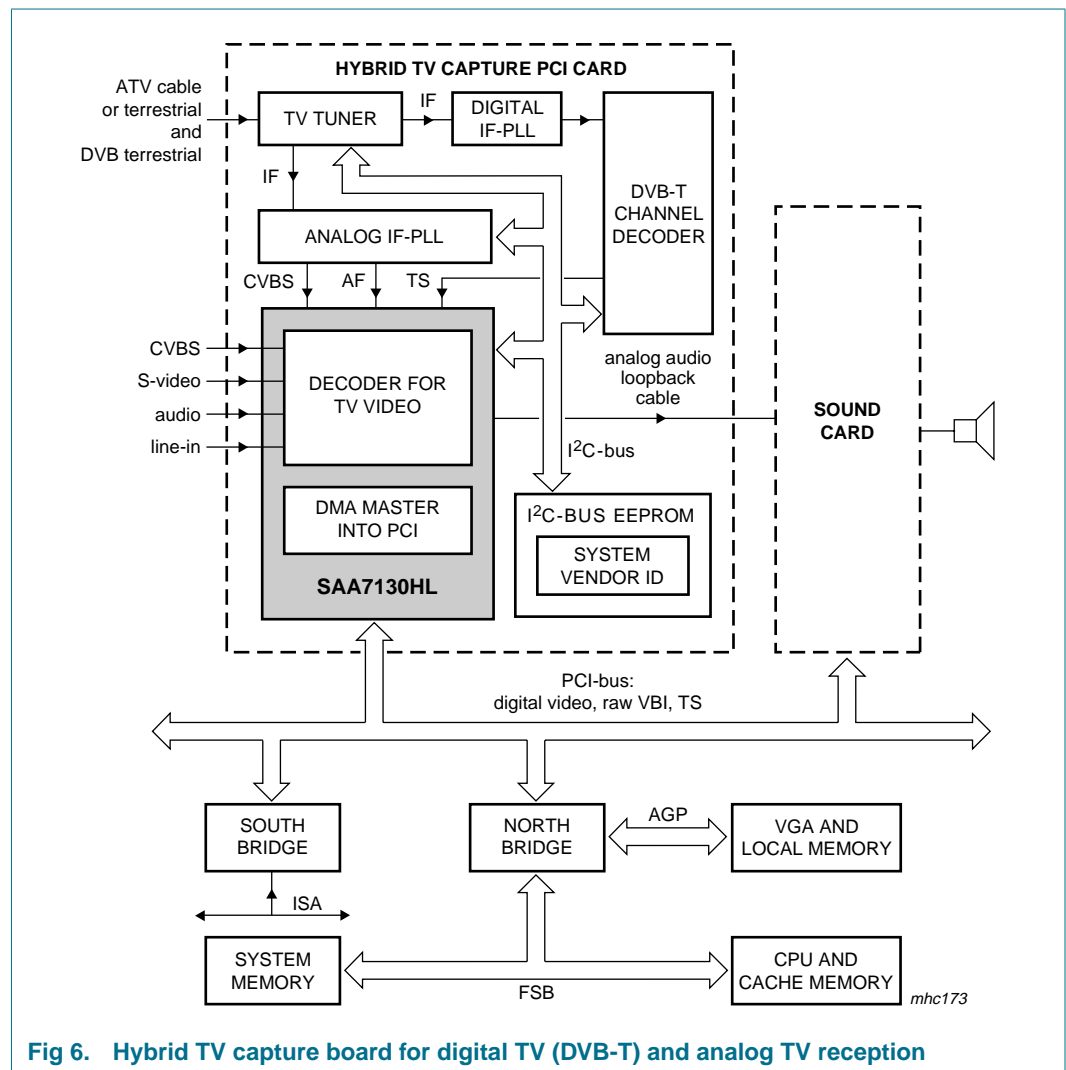 HYBRID TV CAPTURE PCI CARD
ATV cable
or terrestrial
and
DVB terrestrial
TV TUNER
IF
DIGITAL
IF-PLL
DVB-T
CHANNEL
DECODER
IF
ANALOG IF-PLL
CVBS
AF
TS
CVBS
S-video
audio
line-in
DECODER FOR
TV VIDEO
DMA MASTER
INTO PCI
SAA7130HL
analog audio
loopback
cable
I2C-bus
I2C-BUS EEPROM
SYSTEM
VENDOR ID
SOUND
CARD
PCI-bus:
digital video, raw VBI, TS
SOUTH
BRIDGE
NORTH
BRIDGE
AGP
VGA AND
LOCAL MEMORY
ISA
SYSTEM
MEMORY
FSB
CPU AND
CACHE MEMORY
mhc173
Fig 6. Hybrid TV capture board for digital TV (DVB-T) and analog TV reception